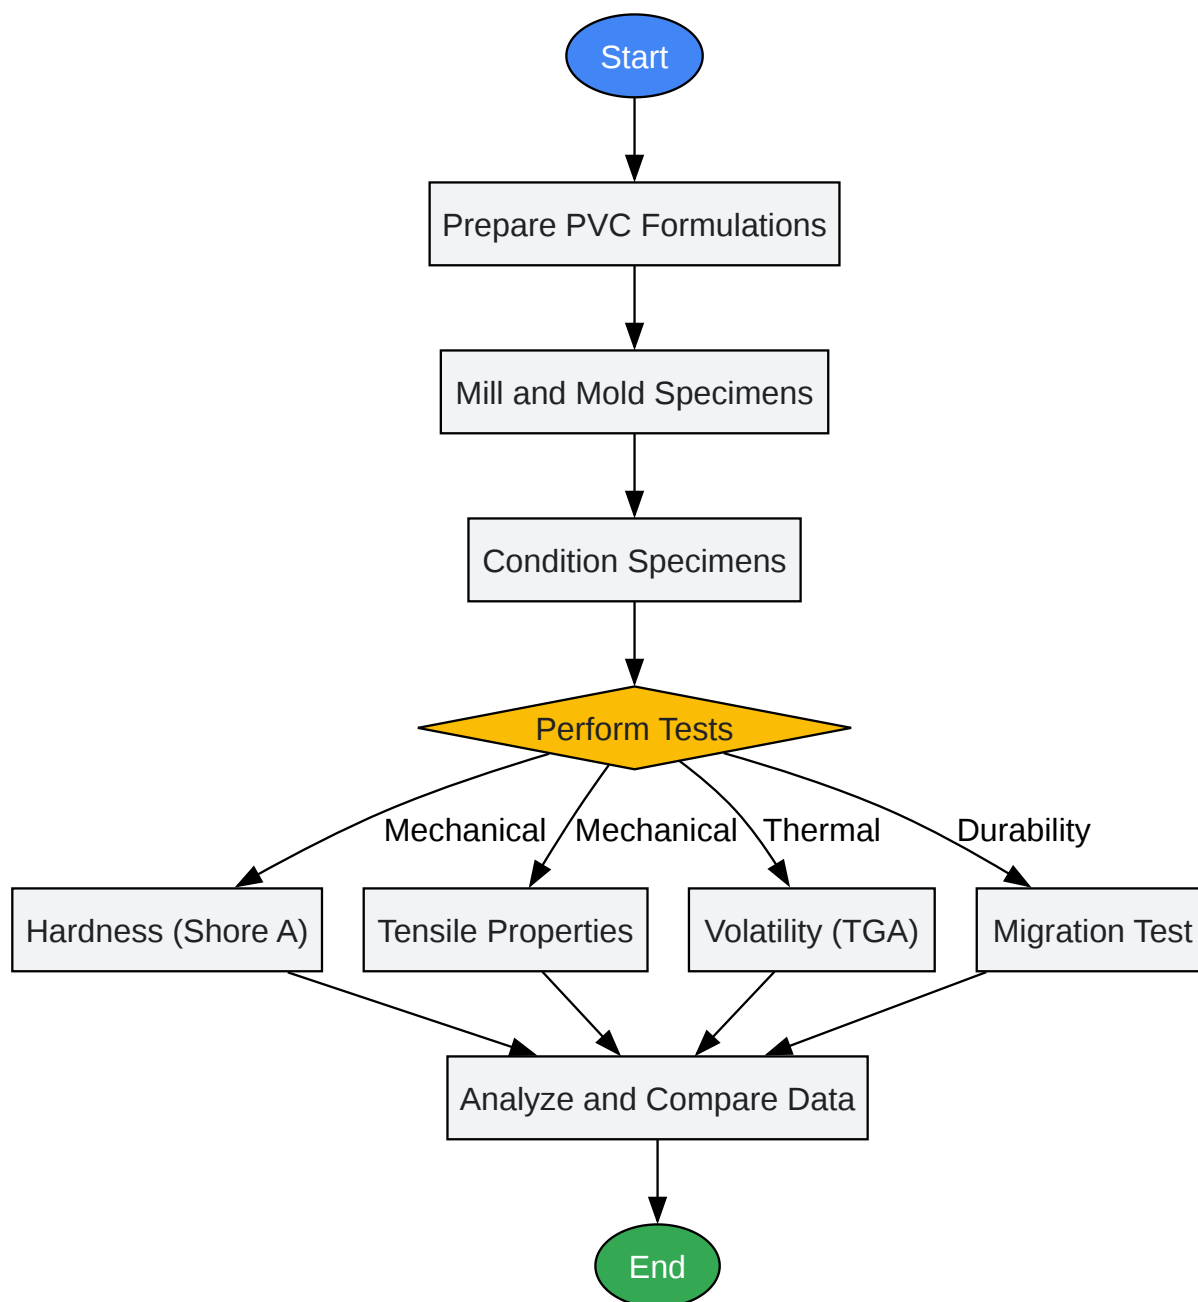 Start
Prepare PVC Formulations
Mill and Mold Specimens
Condition Specimens
Perform Tests
Mechanical
Mechanical
Thermal
Durability
Hardness (Shore A)
Tensile Properties
Volatility (TGA)
Migration Test
Analyze and Compare Data
End